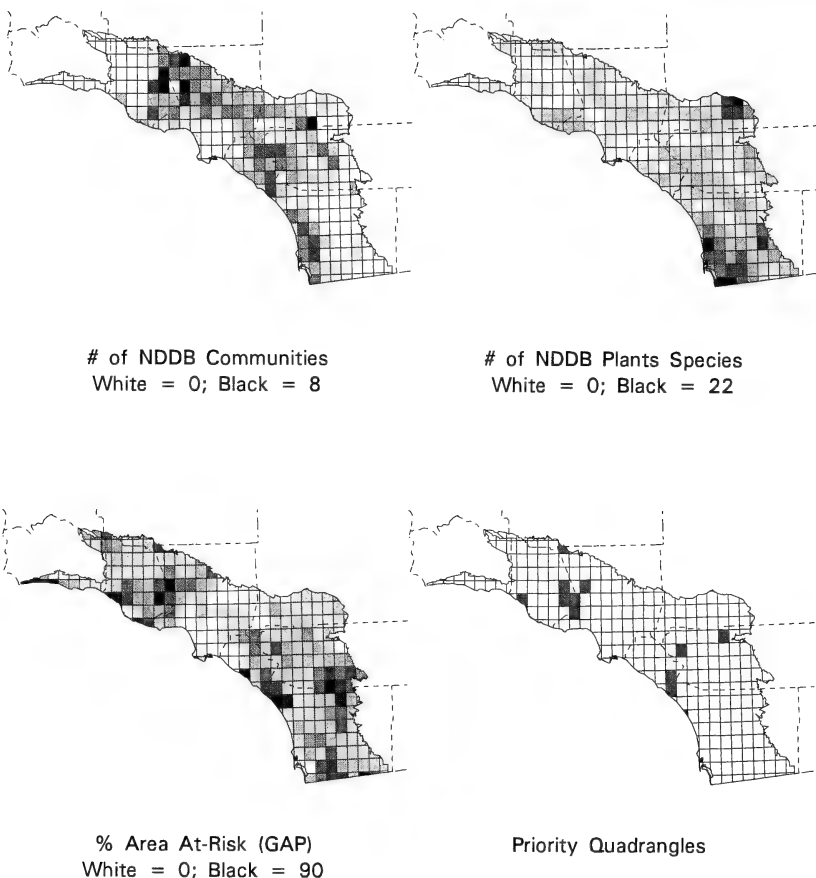 # of NDDB Communities
White = 0; Black = 8
# of NDDB Plants Species
White = 0; Black = 22
% Area At-Risk (GAP)
White = 0; Black = 90
Priority Quadrangles